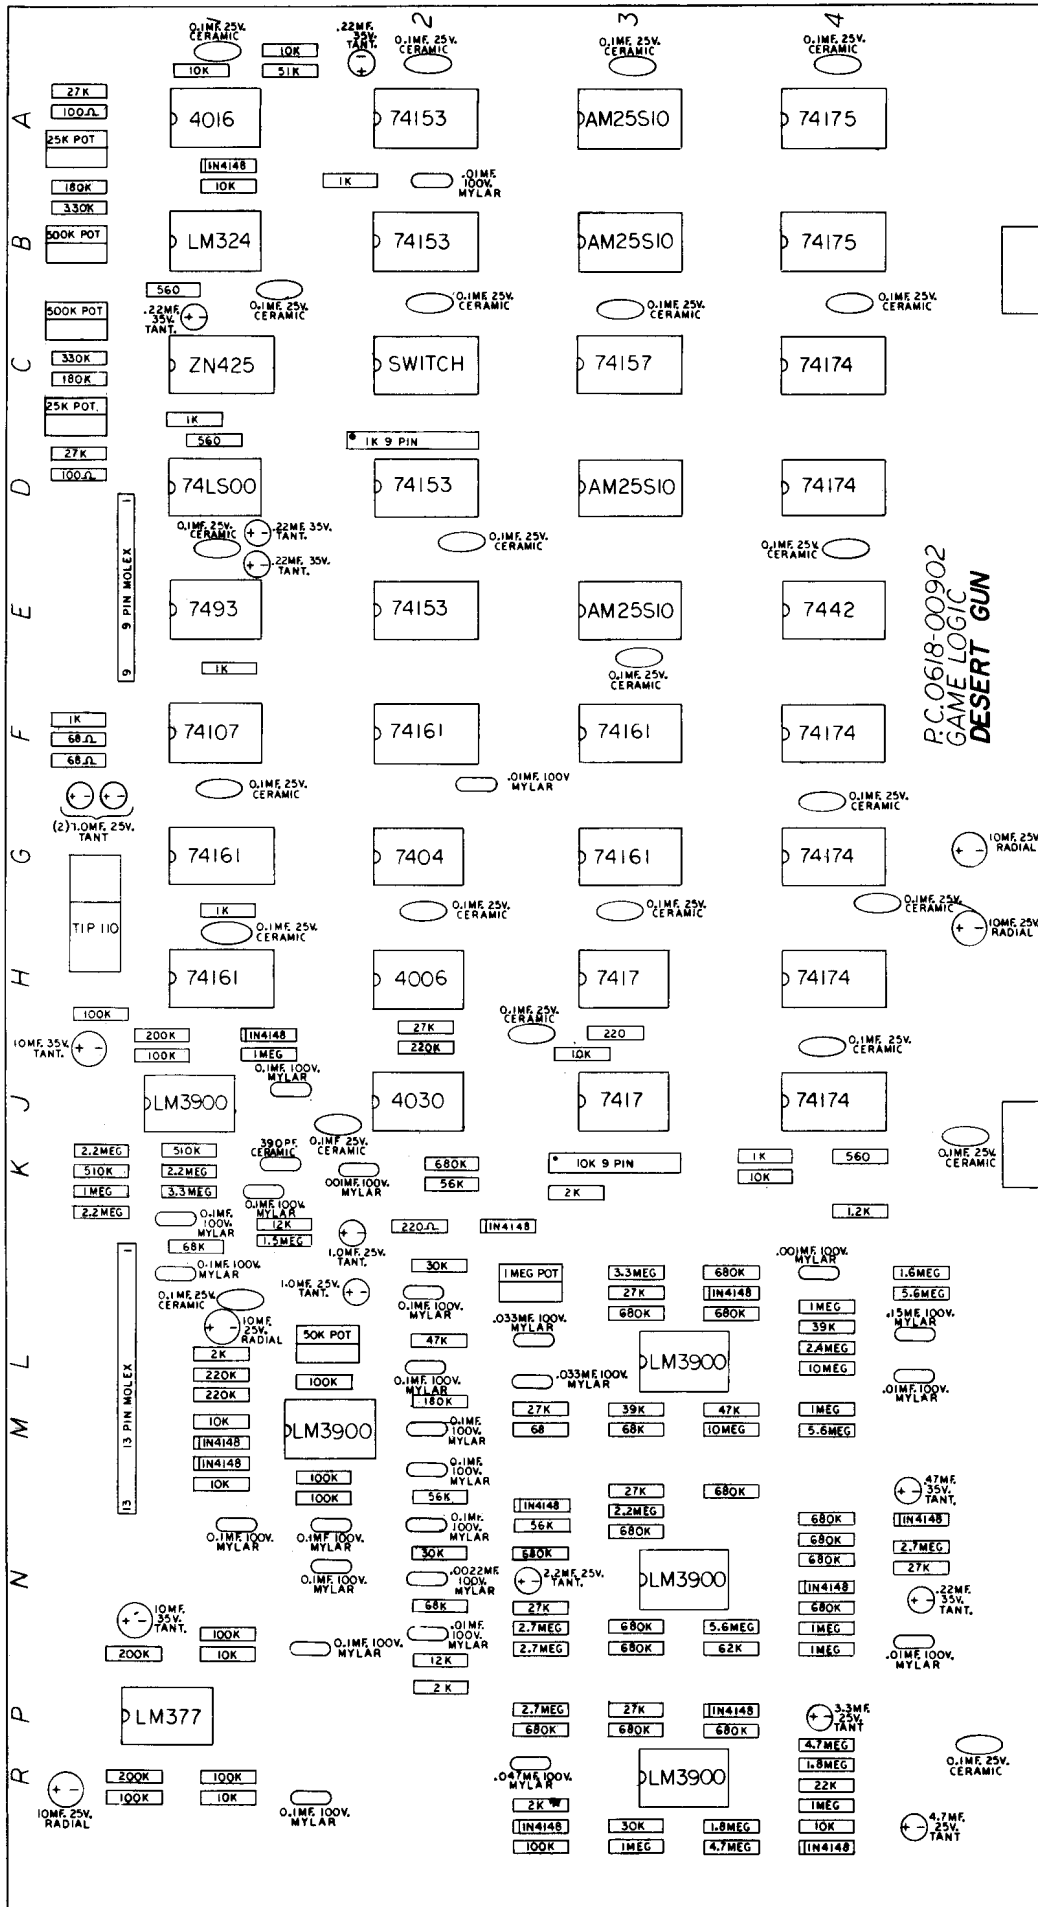 1
2
3
4
0.1MF. 25V.
CERAMIC
10K
.22MF.
35V.
TANT.
0.1MF. 25V.
CERAMIC
0.1MF. 25V.
CERAMIC
0.1MF. 25V.
CERAMIC
10K
51K
27K
100Ω
25K POT
A
4016
74153
AM25S10
74175
1N4148
10K
1K
.01MF.
100V.
MYLAR
180K
330K
500K POT
B
LM324
74153
AM25S10
74175
560
0.1MF. 25V.
CERAMIC
0.1MF. 25V.
CERAMIC
0.1MF. 25V.
CERAMIC
0.1MF. 25V.
CERAMIC
.22MF.
35V.
TANT.
500K POT
330K
180K
C
ZN425
SWITCH
74157
74174
25K POT.
1K
560
1K 9 PIN
27K
100Ω
D
74LS00
74153
AM25S10
74174
0.1MF. 25V.
CERAMIC
.22MF. 35V.
TANT.
.22MF. 35V.
TANT.
0.1MF. 25V.
CERAMIC
0.1MF. 25V.
CERAMIC
1
9 PIN MOLEX
9
E
7493
74153
AM25S10
7442
1K
0.1MF. 25V.
CERAMIC
P.C.0618-00902
GAME LOGIC
DESERT GUN
1K
68Ω
68Ω
F
74107
74161
74161
74174
(2)1.0MF. 25V.
TANT
0.1MF. 25V.
CERAMIC
.01MF. 100V
MYLAR
0.1MF. 25V.
CERAMIC
G
74161
7404
74161
74174
10MF. 25V.
RADIAL
TIP 110
1K
0.1MF. 25V.
CERAMIC
0.1MF. 25V.
CERAMIC
0.1MF. 25V.
CERAMIC
0.1MF. 25V.
CERAMIC
10MF. 25V.
RADIAL
H
74161
4006
7417
74174
100K
10MF. 35V.
TANT.
200K
100K
1N4148
1MEG
27K
220K
0.1MF. 25V.
CERAMIC
220
10K
0.1MF. 25V.
CERAMIC
0.1MF. 100V.
MYLAR
J
LM3900
4030
7417
74174
0.1MF. 25V.
CERAMIC
0.1MF. 25V.
CERAMIC
K
2.2MEG
510K
1MEG
2.2MEG
510K
2.2MEG
3.3MEG
390PF.
CERAMIC
.001MF. 100V.
MYLAR
680K
56K
10K 9 PIN
2K
1K
10K
560
1.2K
0.1MF.
100V.
MYLAR
0.1MF. 100V.
MYLAR
12K
1.5MEG
68K
1.0MF. 25V.
TANT.
220Ω
1N4148
1
13 PIN MOLEX
13
0.1MF. 100V.
MYLAR
0.1MF. 25V.
CERAMIC
1.0MF. 25V.
TANT.
30K
0.1MF. 100V.
MYLAR
1 MEG POT
3.3MEG
27K
680K
680K
1N4148
680K
.001MF. 100V.
MYLAR
1.6MEG
5.6MEG
L
10MF.
25V.
RADIAL
50K POT
47K
.033MF. 100V.
MYLAR
LM3900
1MEG
39K
2.4MEG
10MEG
.15MF. 100V.
MYLAR
2K
220K
220K
100K
0.1MF. 100V.
MYLAR
180K
.033MF. 100V.
MYLAR
.01MF. 100V.
MYLAR
M
10K
1N4148
1N4148
10K
LM3900
0.1MF.
100V.
MYLAR
27K
68
39K
68K
47K
10MEG
1MEG
5.6MEG
100K
100K
0.1MF.
100V.
MYLAR
56K
27K
2.2MEG
680K
680K
.47MF.
35V.
TANT.
0.1MF. 100V.
MYLAR
0.1MF. 100V.
MYLAR
0.1MF.
100V.
MYLAR
1N4148
56K
680K
680K
680K
680K
1N4148
2.7MEG
27K
N
0.1MF. 100V.
MYLAR
30K
.0022MF.
100V.
MYLAR
2.2MF. 25V.
TANT.
LM3900
1N4148
680K
1MEG
1MEG
.22MF.
35V.
TANT.
10MF.
35V.
TANT.
200K
100K
10K
0.1MF. 100V.
MYLAR
68K
.01MF.
100V.
MYLAR
12K
2K
27K
2.7MEG
2.7MEG
680K
680K
5.6MEG
62K
.01MF. 100V.
MYLAR
P
LM377
2.7MEG
680K
27K
680K
1N4148
680K
3.3MF.
25V.
TANT
R
10MF. 25V.
RADIAL
200K
100K
100K
10K
0.1MF. 100V.
MYLAR
.047MF. 100V.
MYLAR
2K
1N4148
100K
LM3900
30K
1MEG
1.8MEG
4.7MEG
4.7MEG
1.8MEG
22K
1MEG
10K
1N4148
0.1MF. 25V.
CERAMIC
4.7MF.
25V.
TANT